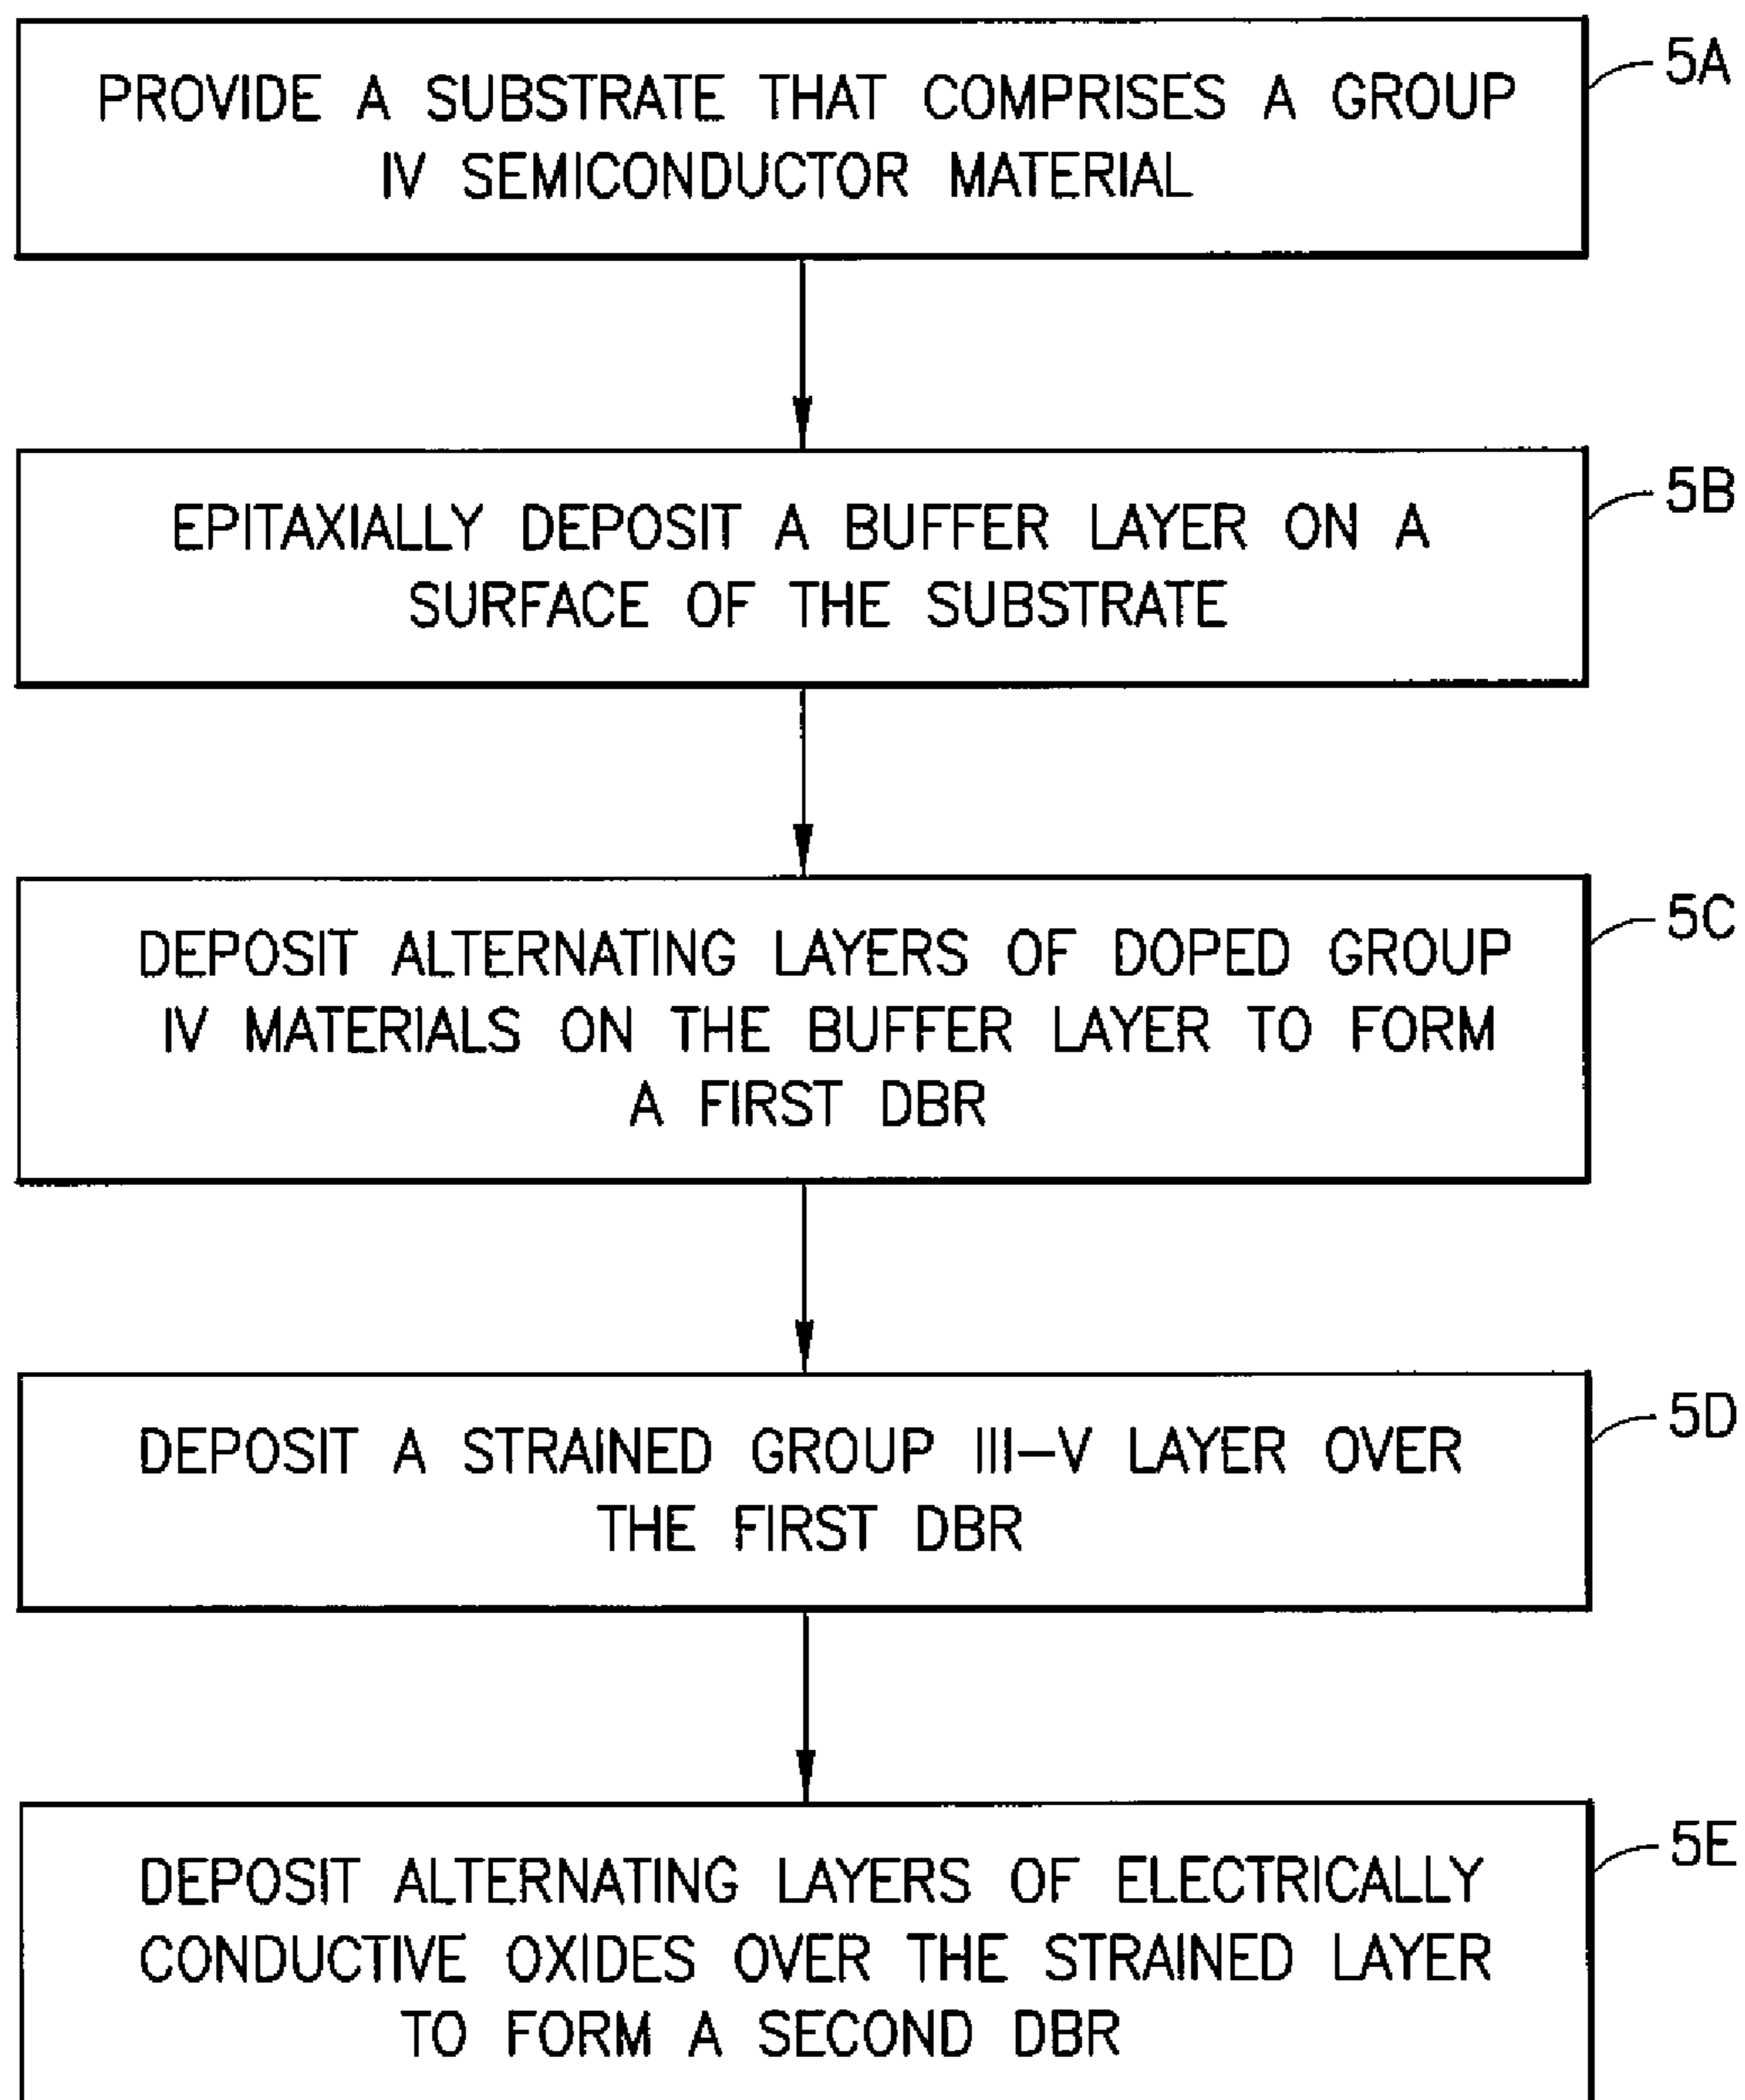 PROVIDE A SUBSTRATE THAT COMPRISES A GROUP
IV SEMICONDUCTOR MATERIAL
5A
EPITAXIALLY DEPOSIT A BUFFER LAYER ON A
SURFACE OF THE SUBSTRATE
5B
DEPOSIT ALTERNATING LAYERS OF DOPED GROUP
IV MATERIALS ON THE BUFFER LAYER TO FORM
A FIRST DBR
5C
DEPOSIT A STRAINED GROUP III–V LAYER OVER
THE FIRST DBR
5D
DEPOSIT ALTERNATING LAYERS OF ELECTRICALLY
CONDUCTIVE OXIDES OVER THE STRAINED LAYER
TO FORM A SECOND DBR
5E